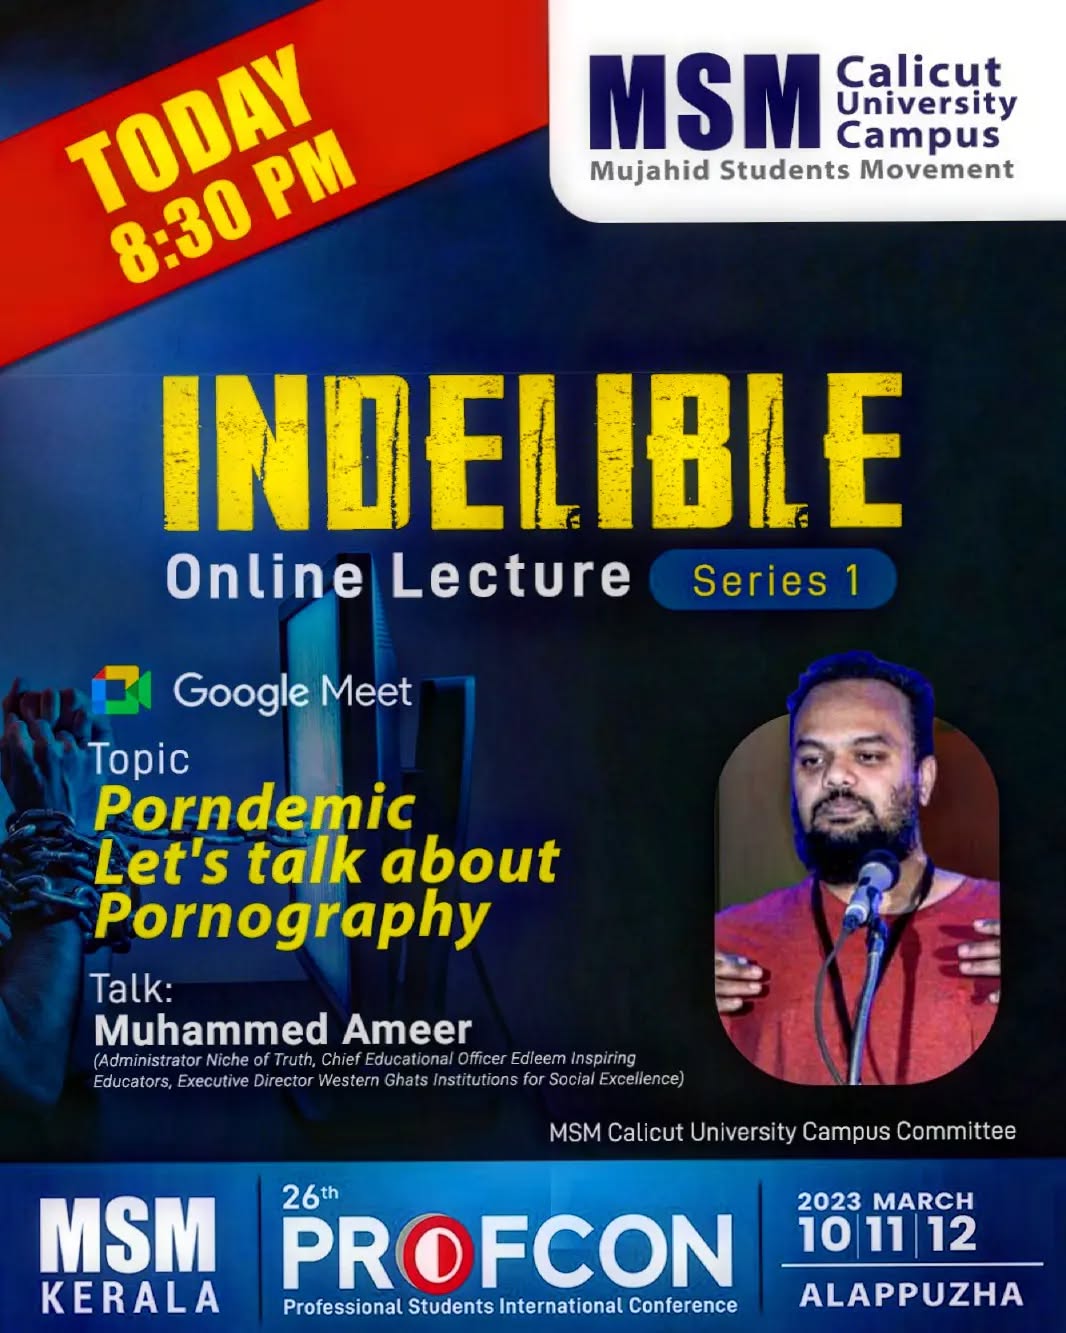 TODAY
8:30 PM
MSM Calicut
University
Campus
Mujahid Students Movement
INDELIBLE
Online Lecture Series 1
Google Meet
Topic
Porndemic
Let's talk about
Pornography
Talk:
Muhammed Ameer
(Administrator Niche of Truth, Chief Educational Officer Edleem Inspiring
Educators, Executive Director Western Ghats Institutions for Social Excellence)
MSM Calicut University Campus Committee
MSM
KERALA
26th
PROFCON
Professional Students International Conference
2023 MARCH
10|11|12
ALAPPUZHA